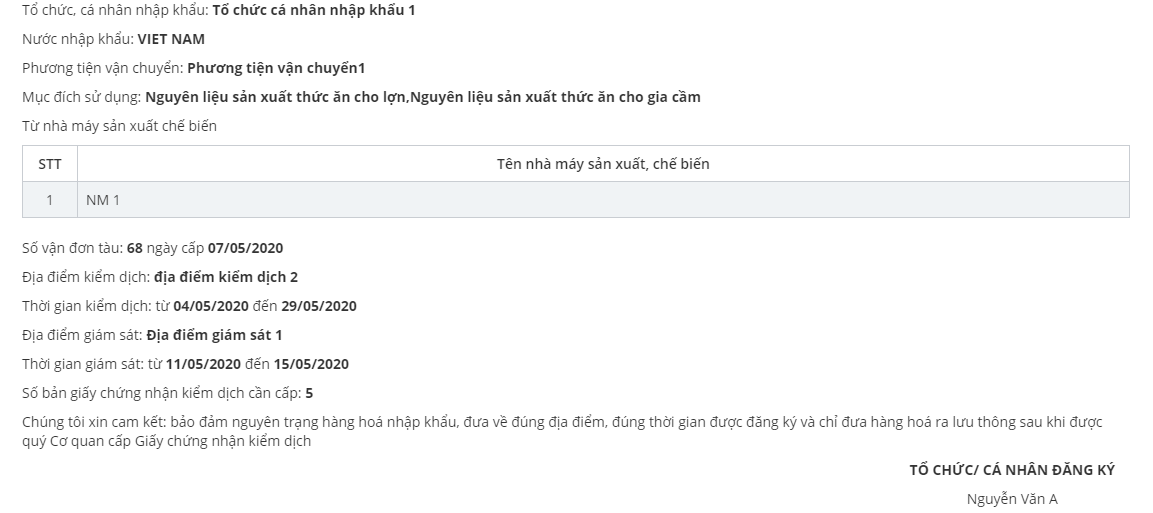 Tổ chức, cá nhân nhập khẩu: Tổ chức cá nhân nhập khẩu 1
Nước nhập khẩu: VIET NAM
Phương tiện vận chuyển: Phương tiện vận chuyển1
Mục đích sử dụng: Nguyên liệu sản xuất thức ăn cho lợn,Nguyên liệu sản xuất thức ăn cho gia cầm
Từ nhà máy sản xuất chế biến
STT Tên nhà máy sản xuất, chế biến
1 NM 1
Số vận đơn tàu: 68 ngày cấp 07/05/2020
Địa điểm kiểm dịch: địa điểm kiểm dịch 2
Thời gian kiểm dịch: từ 04/05/2020 đến 29/05/2020
Địa điểm giám sát: Địa điểm giám sát 1
Thời gian giám sát: từ 11/05/2020 đến 15/05/2020
Số bản giấy chứng nhận kiểm dịch cần cấp: 5
Chúng tôi xin cam kết: bảo đảm nguyên trạng hàng hoá nhập khẩu, đưa về đúng địa điểm, đúng thời gian được đăng ký và chỉ đưa hàng hoá ra lưu thông sau khi được
quý Cơ quan cấp Giấy chứng nhận kiểm dịch
TỔ CHỨC/ CÁ NHÂN ĐĂNG KÝ
Nguyễn Văn A